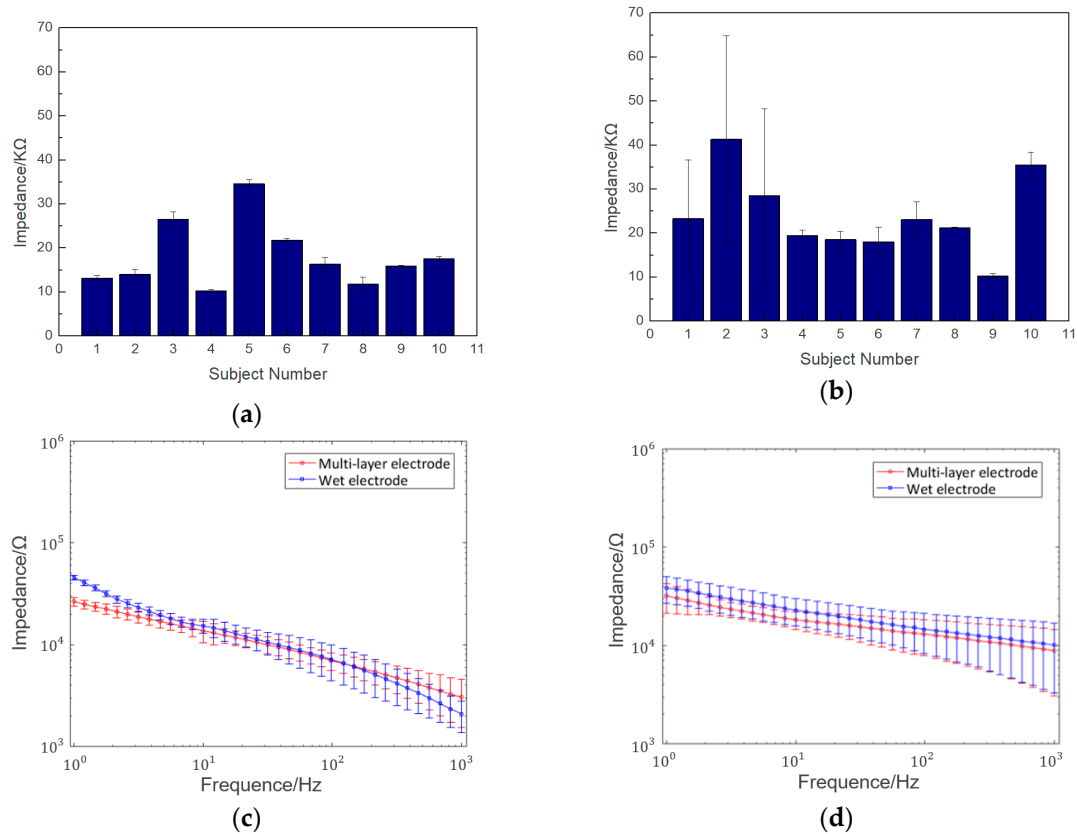 70
60
50
40
30
20
10
0
Impedance/KΩ
0 1 2 3 4 5 6 7 8 9 10 11
Subject Number
(a)
70
60
50
40
30
20
10
0
Impedance/KΩ
0 1 2 3 4 5 6 7 8 9 10 11
Subject Number
(b)
10⁶
10⁵
10⁴
10³
Impedance/Ω
Multi-layer electrode
Wet electrode
10⁰ 10¹ 10² 10³
Frequence/Hz
(c)
10⁶
10⁵
10⁴
10³
Impedance/Ω
Multi-layer electrode
Wet electrode
10⁰ 10¹ 10² 10³
Frequence/Hz
(d)